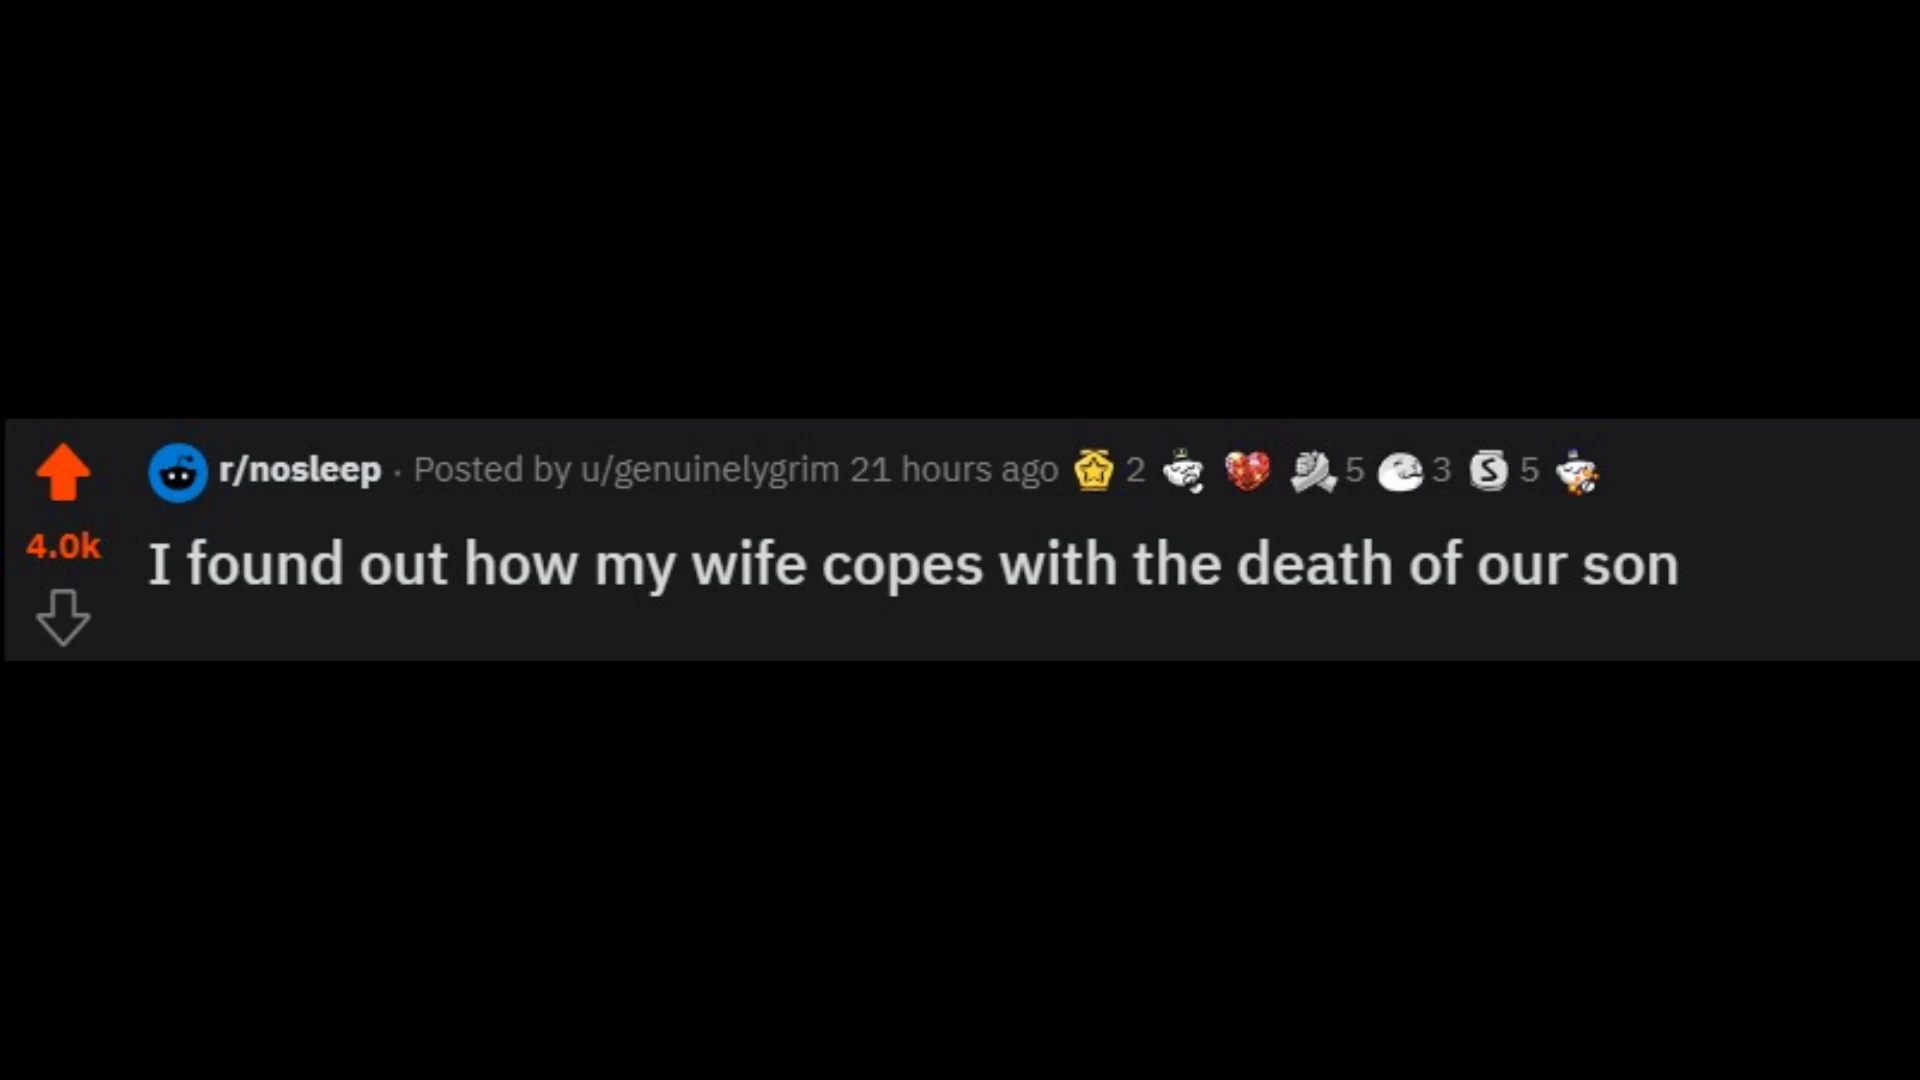 r/nosleep · Posted by u/genuinelygrim 21 hours ago 2 5 3 S 5
4.0k
I found out how my wife copes with the death of our son